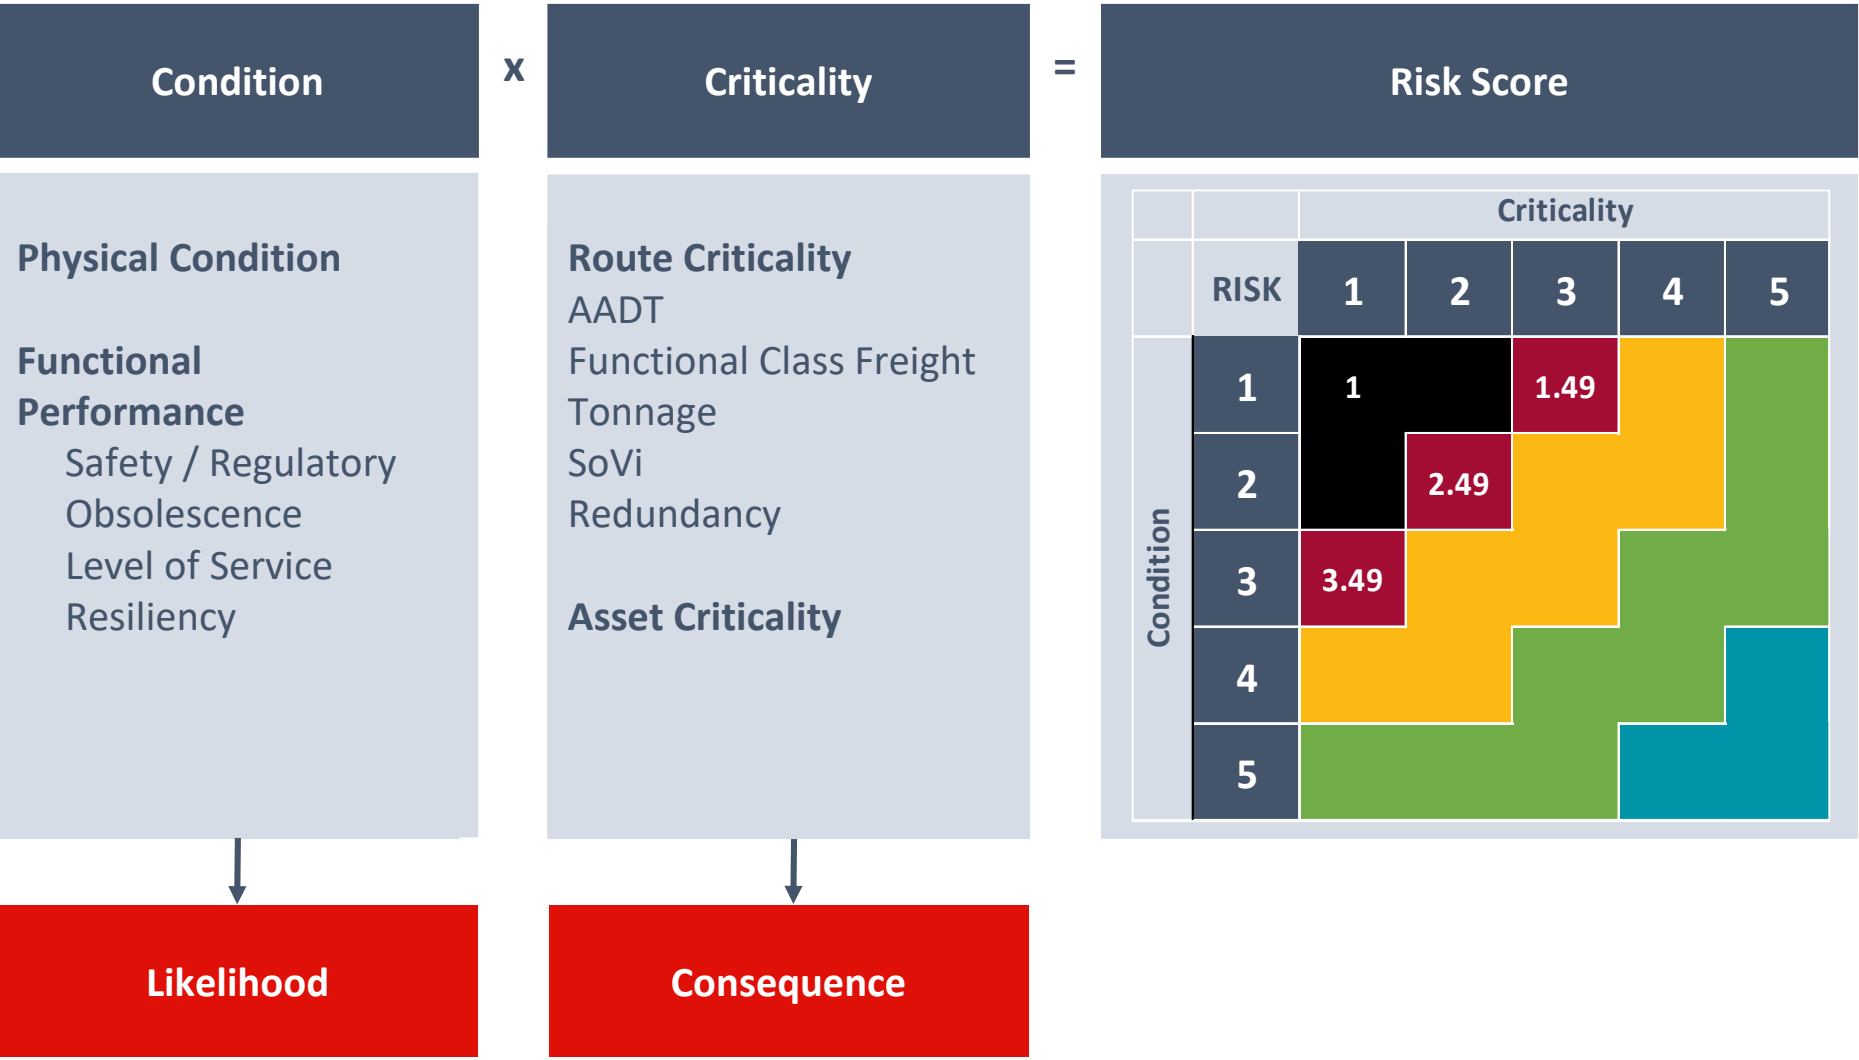 Condition
x
Criticality
=
Risk Score
Physical Condition
Functional
Performance
Safety / Regulatory
Obsolescence
Level of Service
Resiliency
Route Criticality
AADT
Functional Class Freight
Tonnage
SoVi
Redundancy
Asset Criticality
Criticality
RISK 1 2 3 4 5
Condition
1 1 1.49
2 2.49
3 3.49
4
5
Likelihood
Consequence